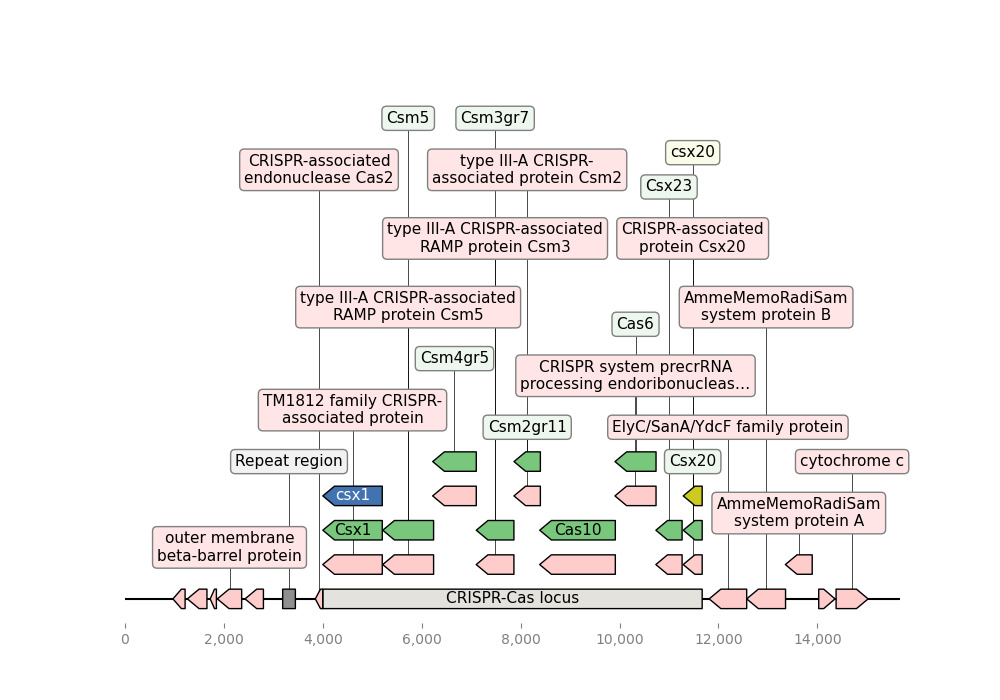 Csm5
Csm3gr7
csx20
CRISPR-associated
endonuclease Cas2
type III-A CRISPR-
associated protein Csm2
Csx23
type III-A CRISPR-associated
RAMP protein Csm3
CRISPR-associated
protein Csx20
type III-A CRISPR-associated
RAMP protein Csm5
AmmeMemoRadiSam
system protein B
Cas6
Csm4gr5
CRISPR system precrRNA
processing endoribonucleas...
TM1812 family CRISPR-
associated protein
Csm2gr11
ElyC/SanA/YdcF family protein
Repeat region
Csx20
cytochrome c
csx1
AmmeMemoRadiSam
system protein A
Csx1
Cas10
outer membrane
beta-barrel protein
CRISPR-Cas locus
0
2,000
4,000
6,000
8,000
10,000
12,000
14,000